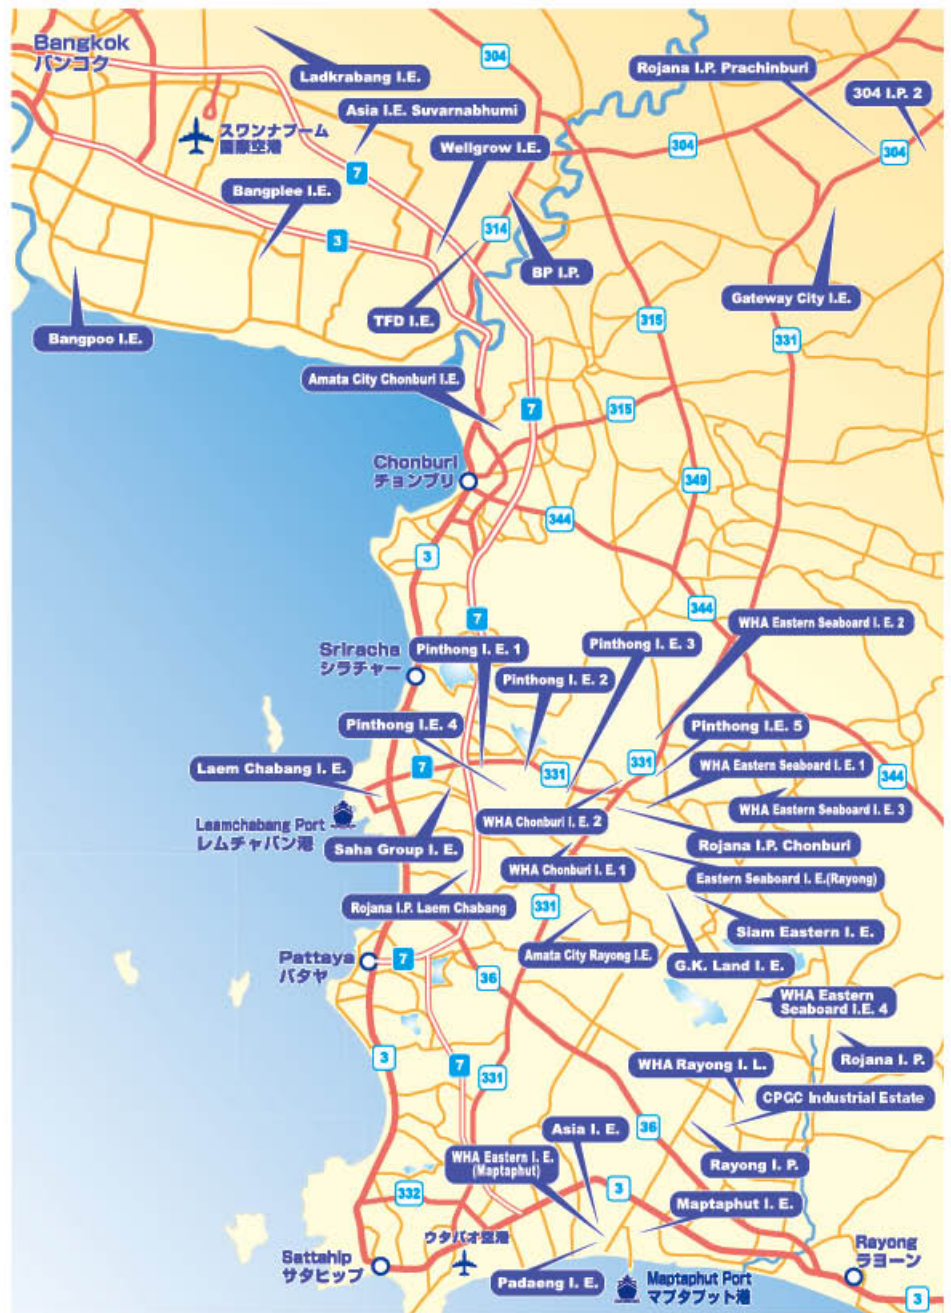 Bangkok
バンコク
304
Rojana I.P. Prachinburi
Ladkrabang I.E.
304 I.P. 2
Asia I.E. Suvarnabhumi
スワンナプーム
国際空港
Wellgrow I.E.
304
304
7
Bangplee I.E.
314
3
BP I.P.
Gateway City I.E.
TFD I.E.
315
Bangpoo I.E.
331
Amata City Chonburi I.E.
7
315
Chonburi
チョンブリ
349
344
3
344
7
WHA Eastern Seaboard I. E. 2
Sriracha
シラチャー
Pinthong I. E. 1
Pinthong I. E. 3
Pinthong I. E. 2
Pinthong I.E. 4
Pinthong I.E. 5
Laem Chabang I. E.
7
331
331
WHA Eastern Seaboard I. E. 1
344
WHA Eastern Seaboard I. E. 3
Laamchabang Port
レムチャバン港
WHA Chonburi I. E. 2
Saha Group I. E.
Rojana I.P. Chonburi
WHA Chonburi I. E. 1
Eastern Seaboard I. E.(Rayong)
Rojana I.P. Laem Chabang
331
Siam Eastern I. E.
Pattaya
パタヤ
7
Amata City Rayong I.E.
G.K. Land I. E.
36
WHA Eastern
Seaboard I.E. 4
3
7
331
Rojana I. P.
WHA Rayong I. L.
CPGC Industrial Estate
Asia I. E.
36
WHA Eastern I. E.
(Maptaphut)
Rayong I. P.
332
3
Maptaphut I. E.
ウタパオ空港
Sattahip
サタヒップ
Rayong
ラヨーン
Padaeng I. E.
Maptaphut Port
マプタプット港
3